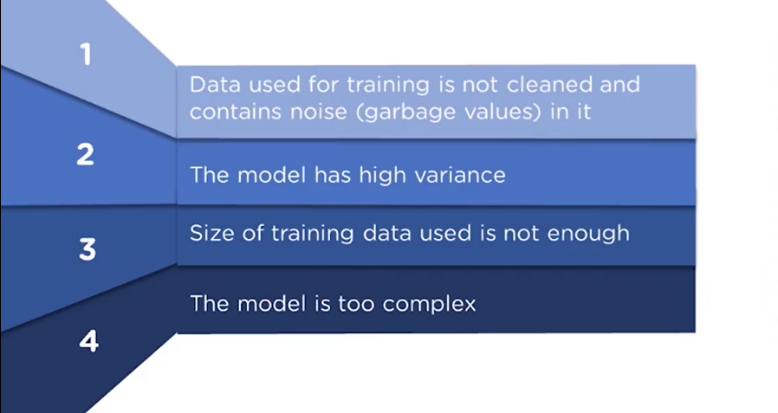 1
Data used for training is not cleaned and
contains noise (garbage values) in it
2
The model has high variance
3
Size of training data used is not enough
4
The model is too complex